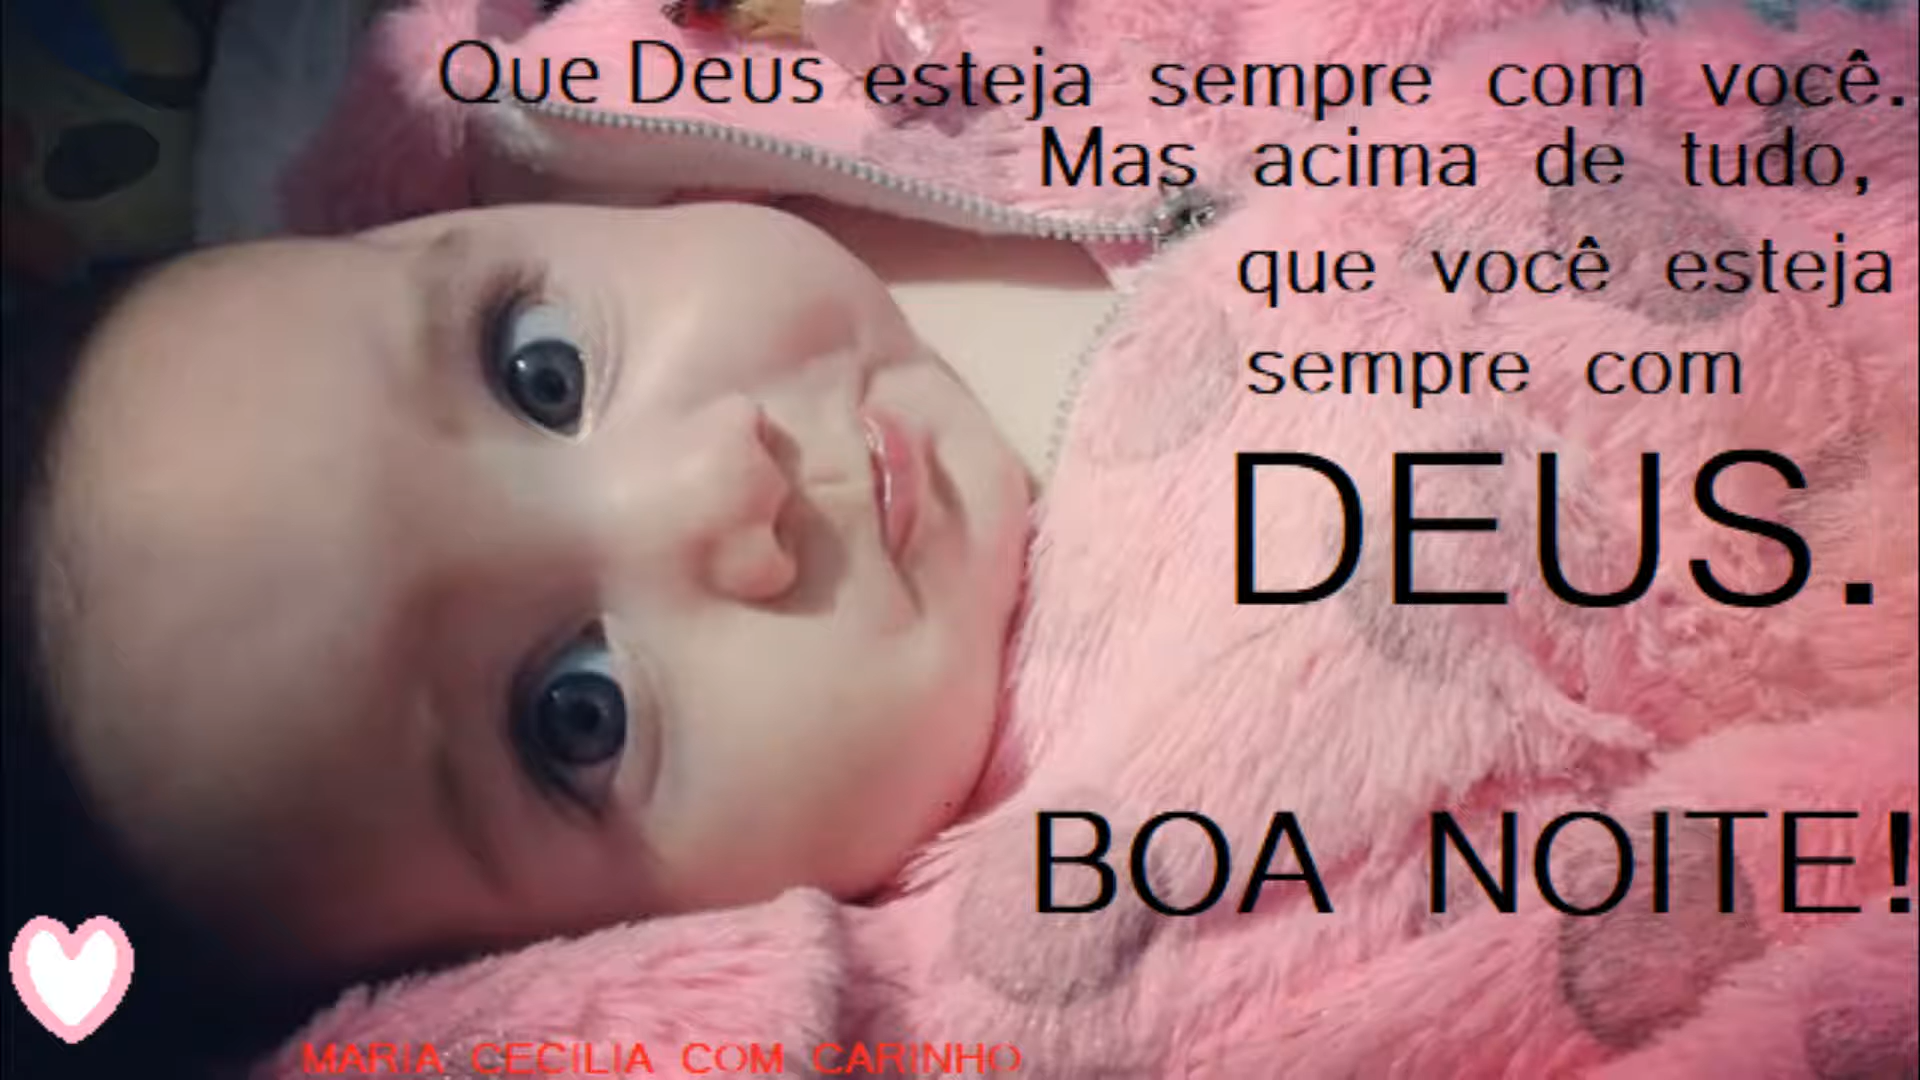 Que Deus esteja sempre com você.
Mas acima de tudo,
que você esteja
sempre com
DEUS.
BOA NOITE!
MARIA CECILIA COM CARINHO